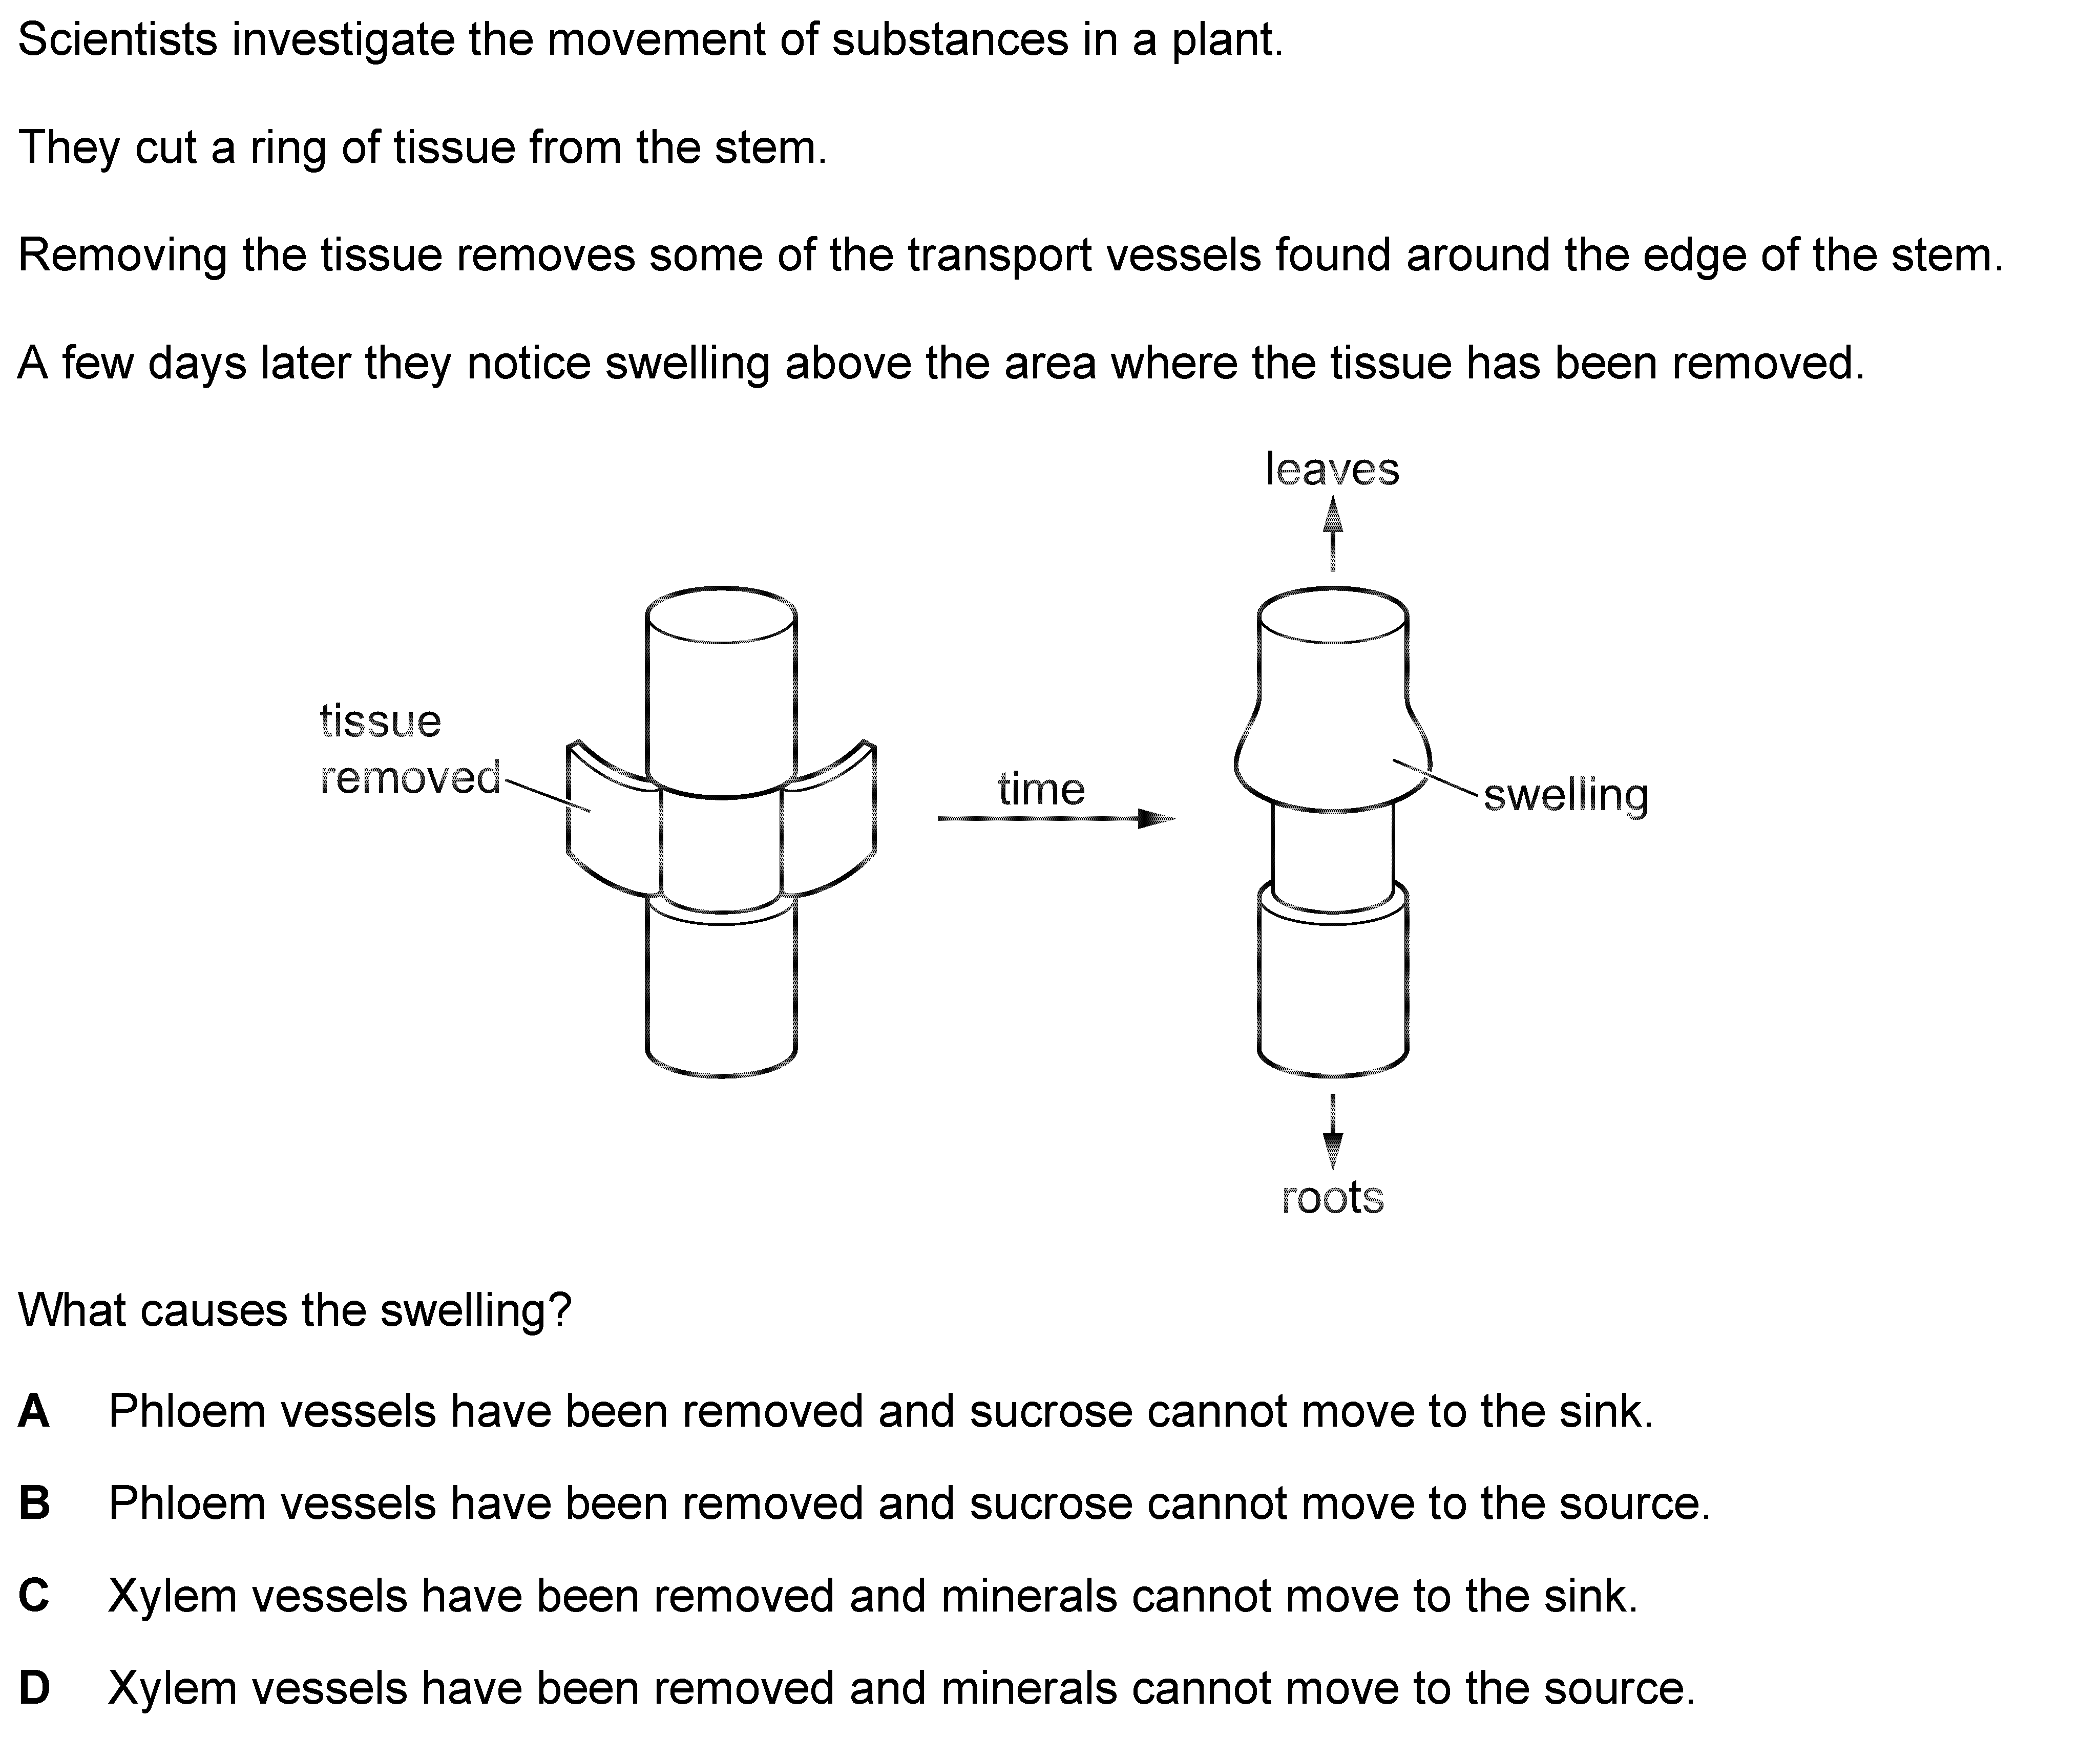 Scientists investigate the movement of substances in a plant.
They cut a ring of tissue from the stem.
Removing the tissue removes some of the transport vessels found around the edge of the stem.
A few days later they notice swelling above the area where the tissue has been removed.
leaves
tissue
removed
time
swelling
roots
What causes the swelling?
A Phloem vessels have been removed and sucrose cannot move to the sink.
B Phloem vessels have been removed and sucrose cannot move to the source.
C Xylem vessels have been removed and minerals cannot move to the sink.
D Xylem vessels have been removed and minerals cannot move to the source.